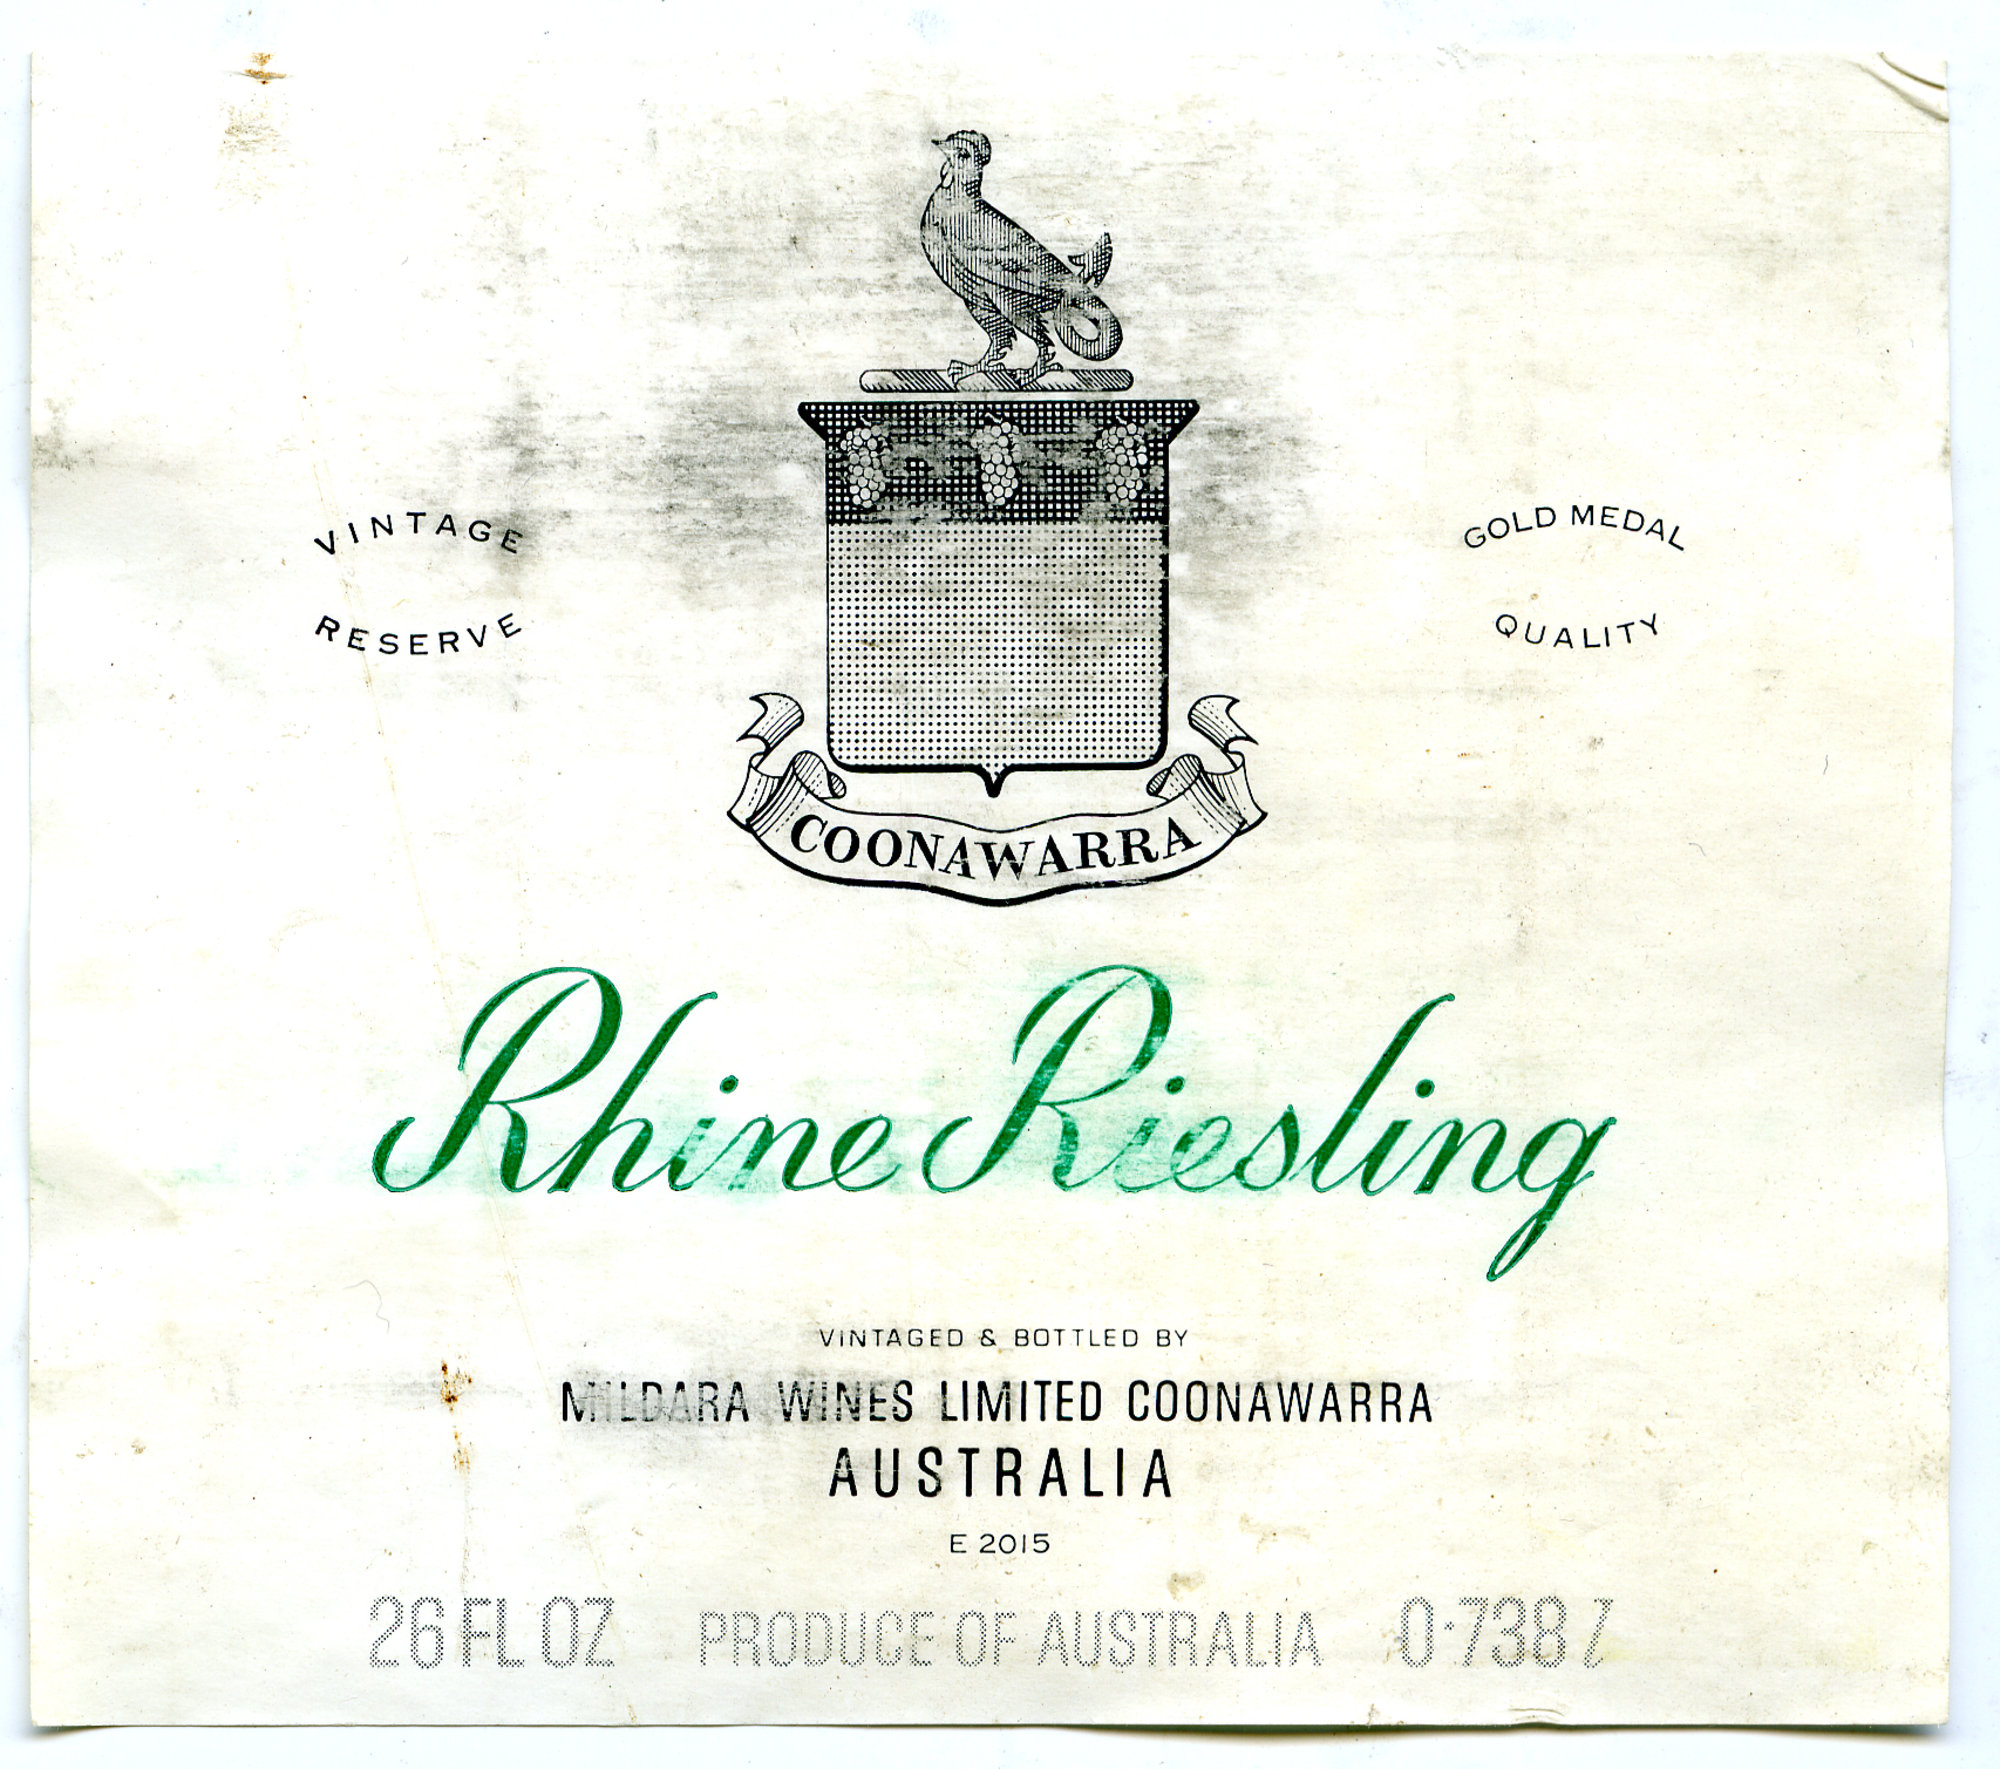 VINTAGE
RESERVE
GOLD MEDAL
QUALITY
COONAWARRA
Rhine Riesling
VINTAGED & BOTTLED BY
MILDARA WINES LIMITED COONAWARRA
AUSTRALIA
E 2015
26 FL OZ PRODUCE OF AUSTRALIA 0·738 l